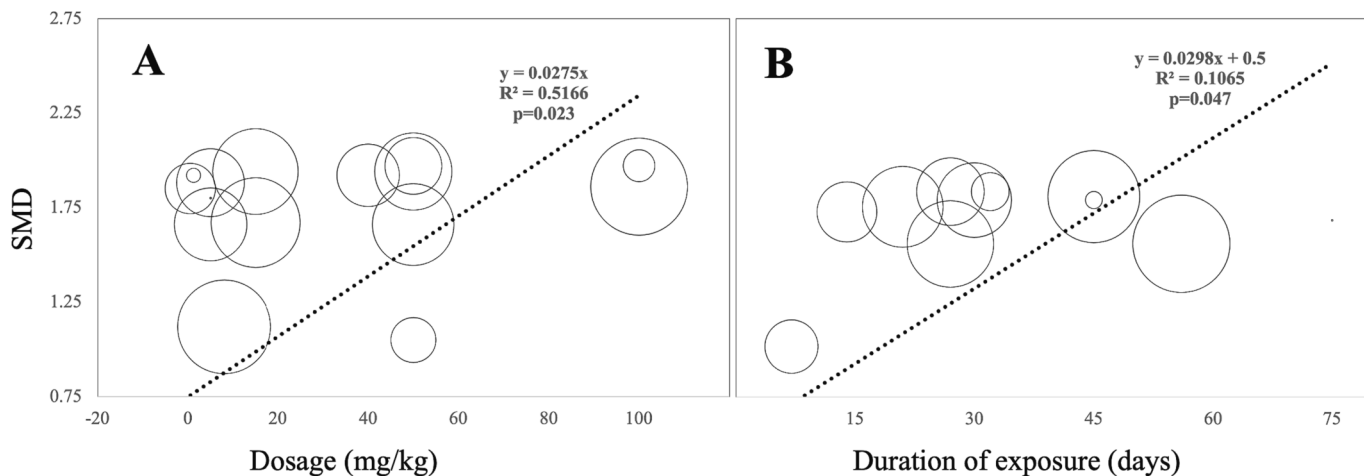 2.75
2.25
1.75
1.25
0.75
SMD
A
y = 0.0275x
R² = 0.5166
p=0.023
-20 0 20 40 60 80 100
Dosage (mg/kg)
B
y = 0.0298x + 0.5
R² = 0.1065
p=0.047
15 30 45 60 75
Duration of exposure (days)